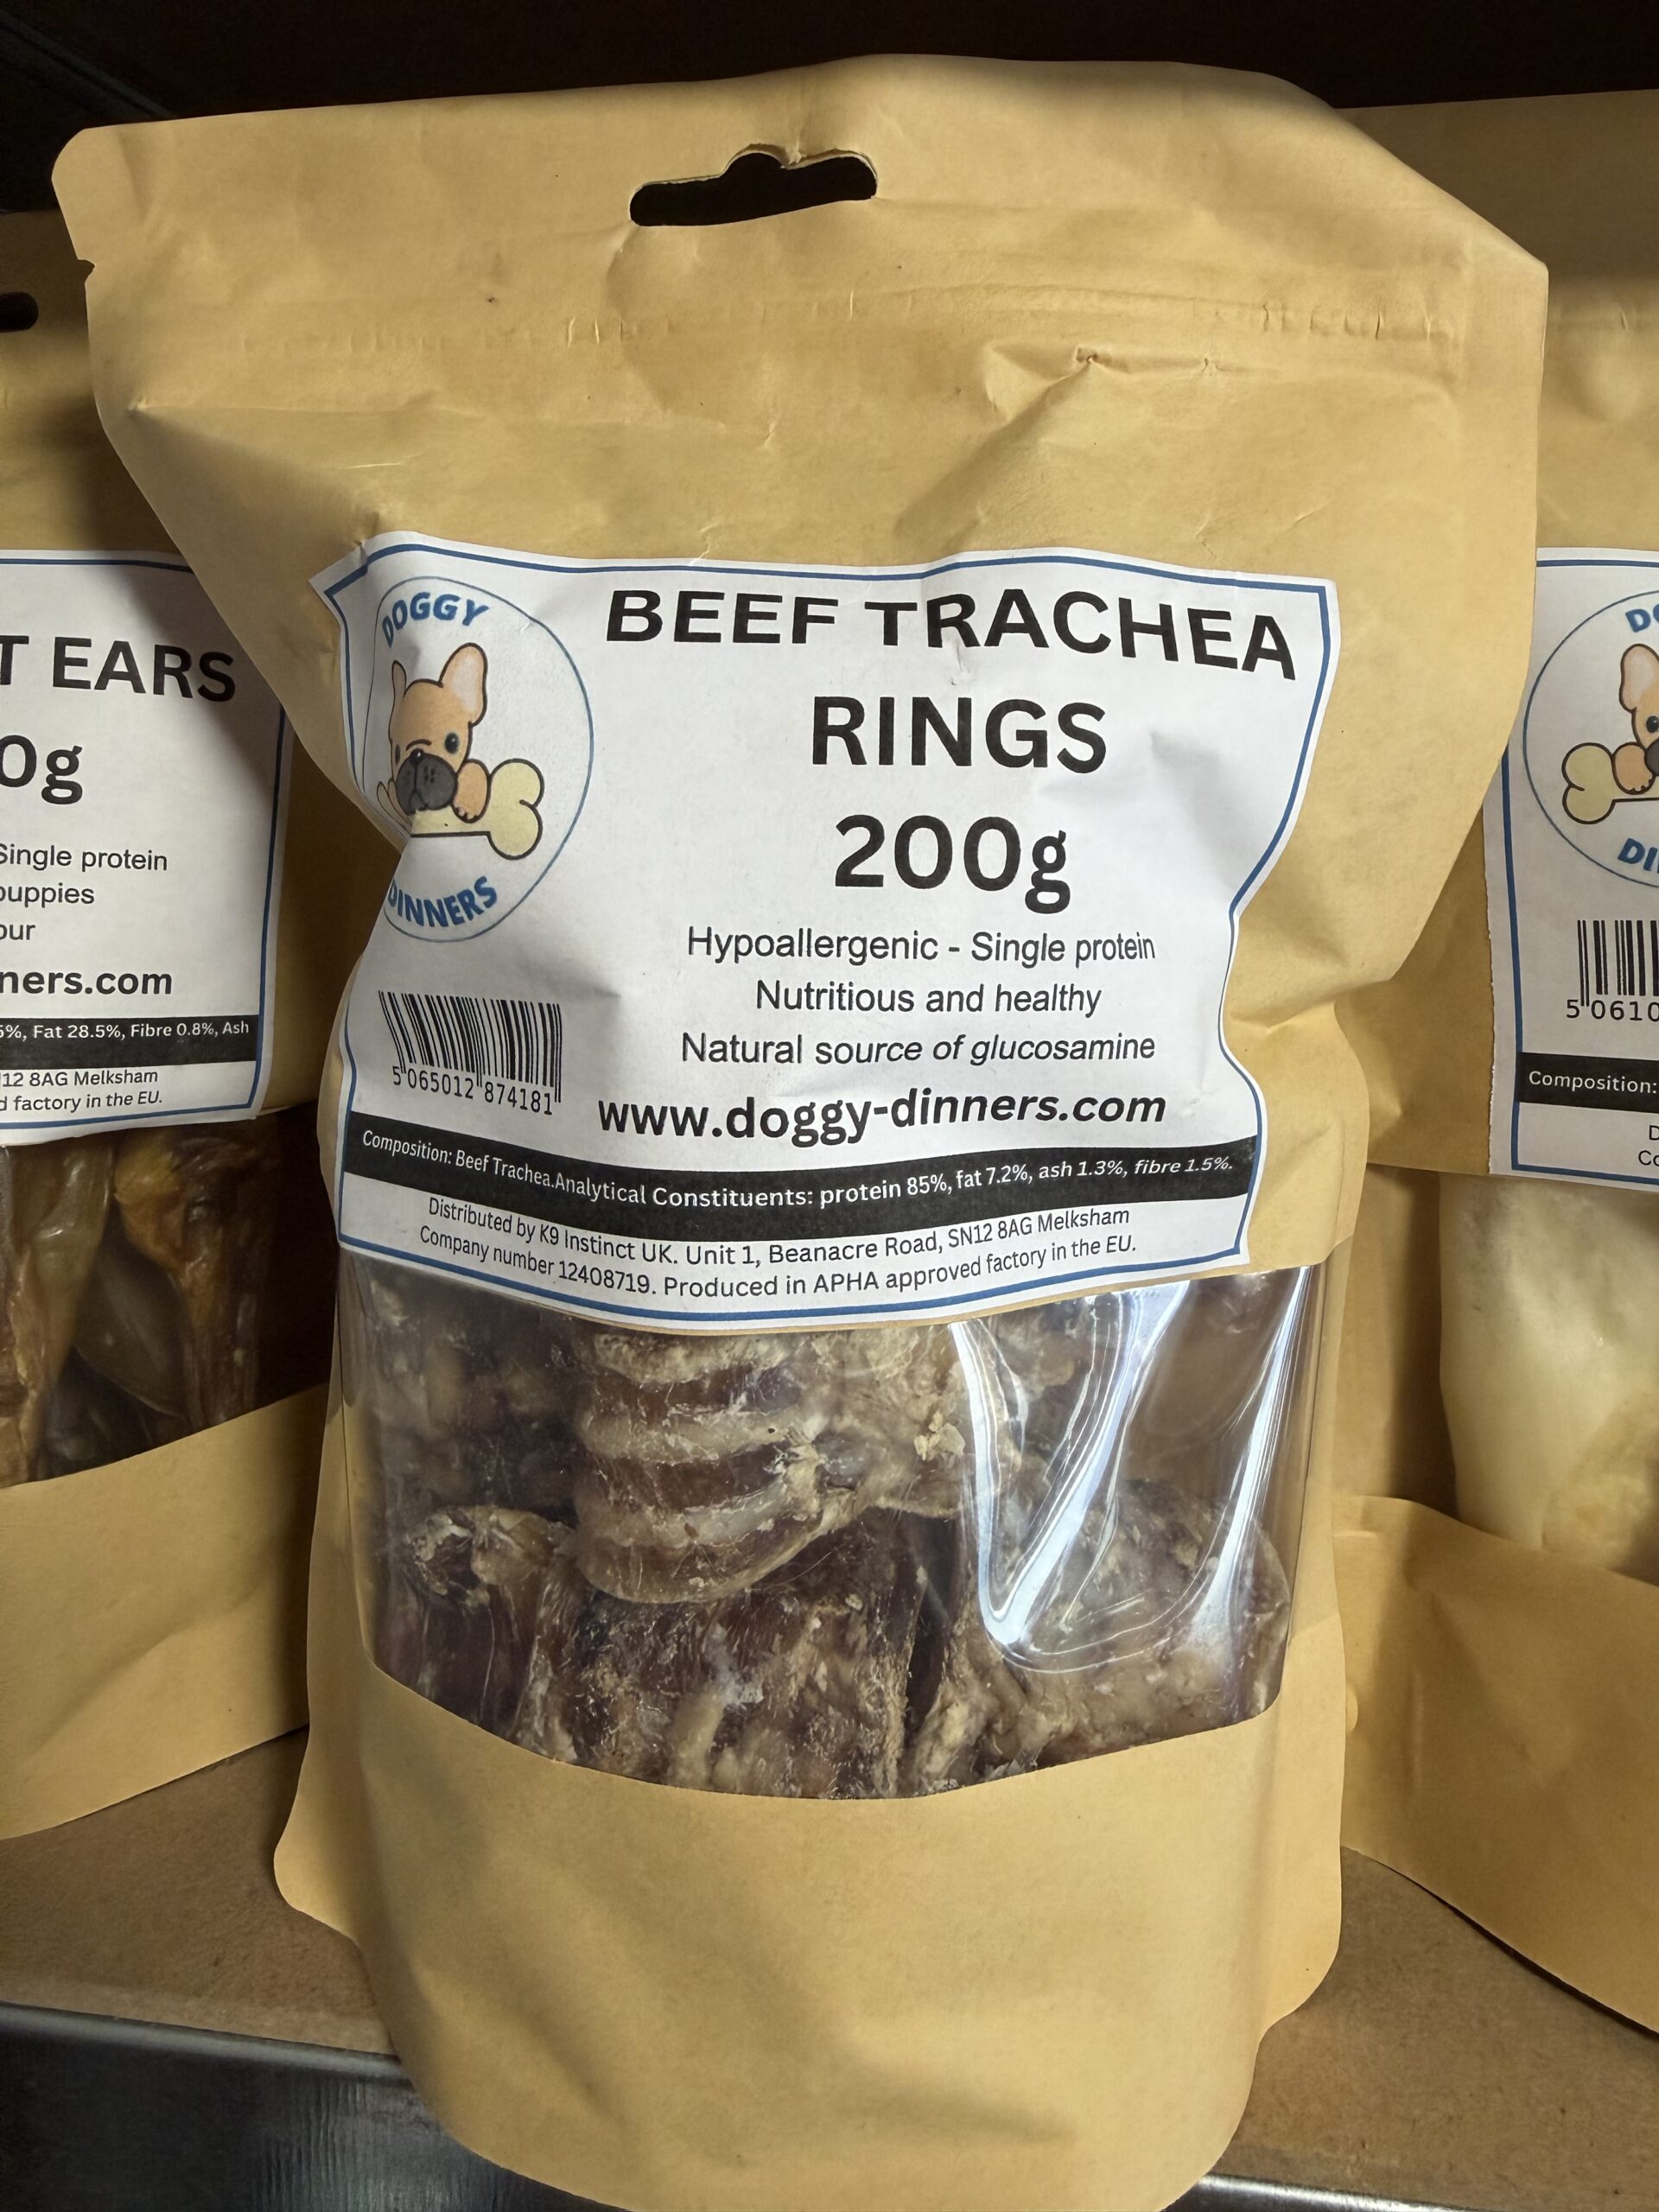 DOGGY
DINNERS
BEEF TRACHEA
RINGS
200g
Hypoallergenic - Single protein
Nutritious and healthy
Natural source of glucosamine
www.doggy-dinners.com
5 065012 874181
Composition: Beef Trachea.Analytical Constituents: protein 85%, fat 7.2%, ash 1.3%, fibre 1.5%.
Distributed by K9 Instinct UK. Unit 1, Beanacre Road, SN12 8AG Melksham
Company number 12408719. Produced in APHA approved factory in the EU.
EARS
0g
Single protein
puppies
ners.com
5%, Fat 28.5%, Fibre 0.8%, Ash
12 8AG Melksham
factory in the EU.
5 0610
Composition: